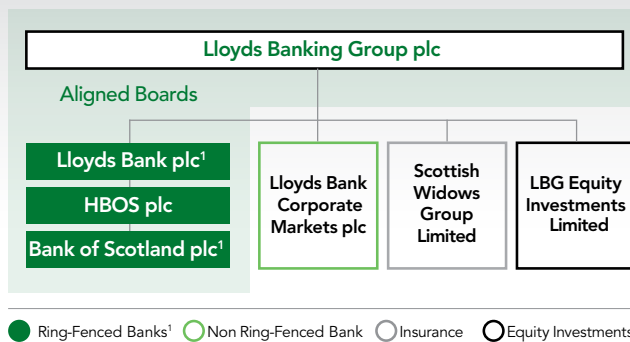 Lloyds Banking Group plc
Aligned Boards
Lloyds Bank plc¹
HBOS plc
Bank of Scotland plc¹
Lloyds Bank
Corporate
Markets plc
Scottish
Widows
Group
Limited
LBG Equity
Investments
Limited
Ring-Fenced Banks¹ Non Ring-Fenced Bank Insurance Equity Investments